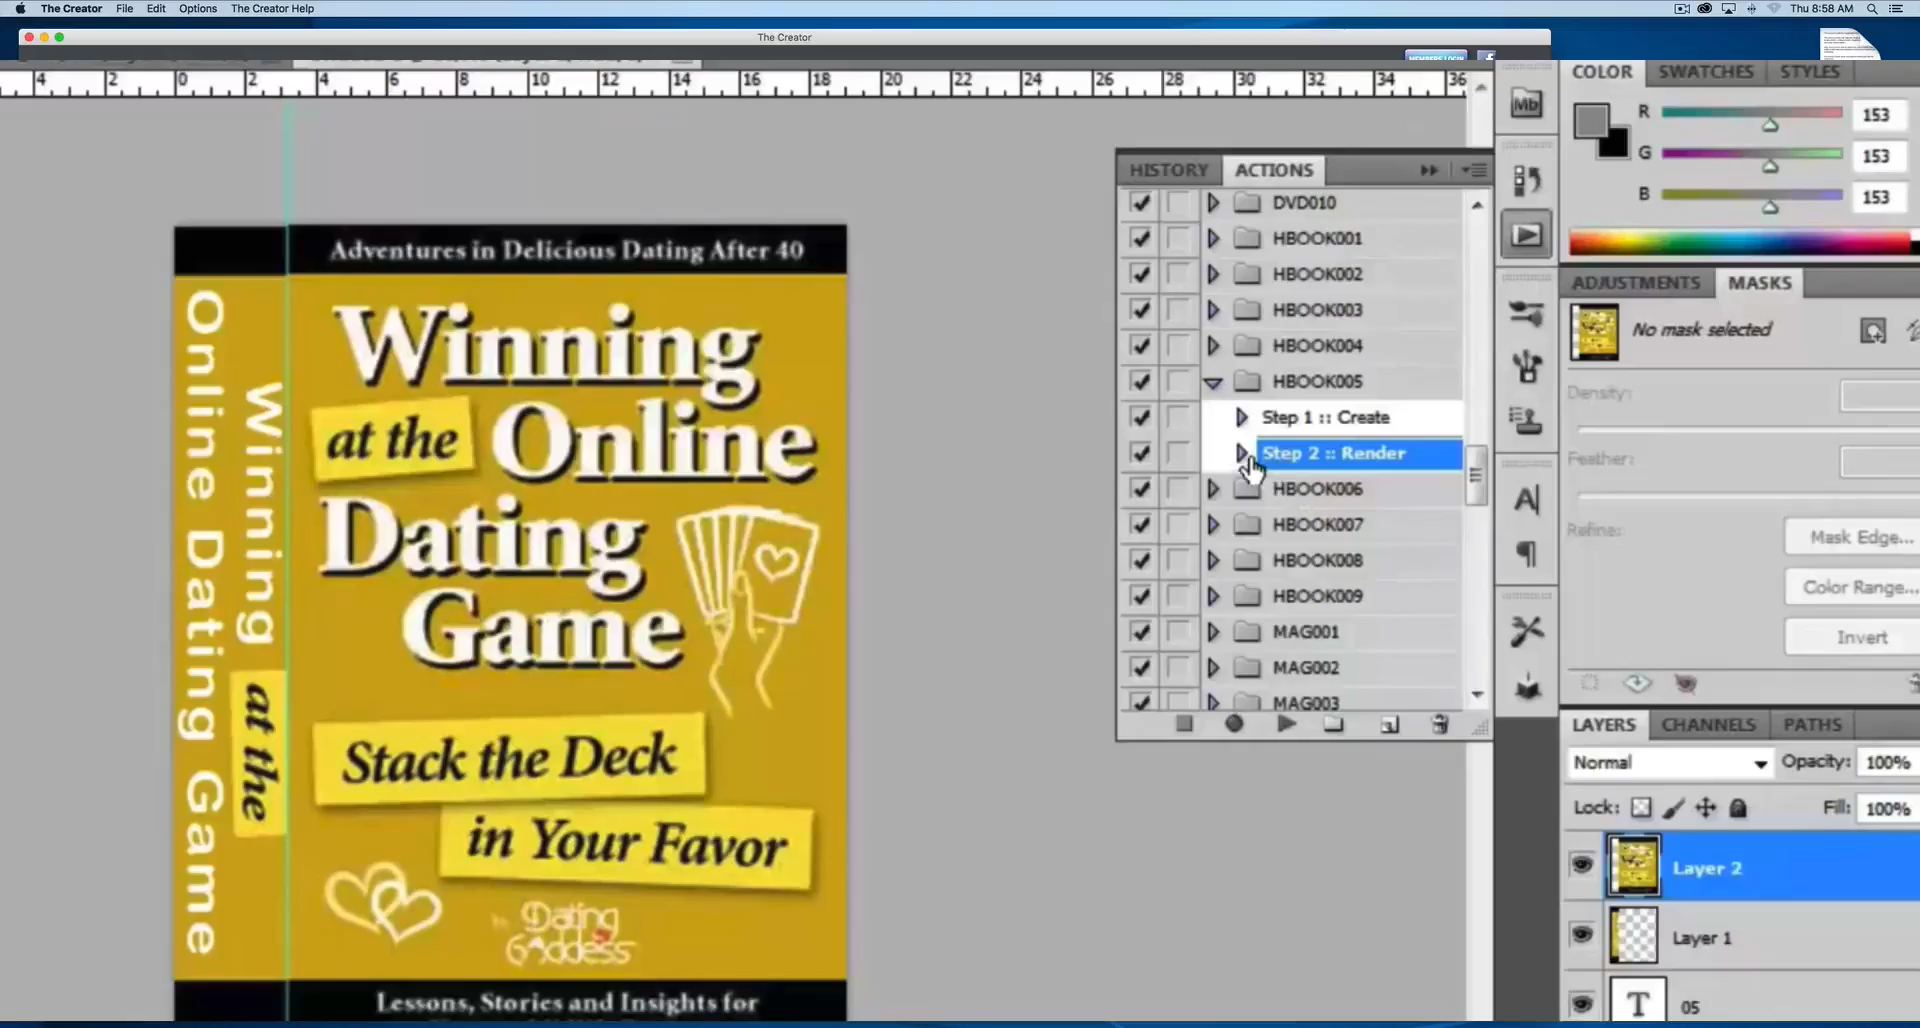 The Creator File Edit Options The Creator Help Thu 8:58 AM
The Creator
MEMBERS LOGIN f
4 2 0 2 4 6 8 10 12 14 16 18 20 22 24 26 28 30 32 34 36
COLOR SWATCHES STYLES
Mb
R 153
G 153
B 153
HISTORY ACTIONS
DVD010
HBOOK001
HBOOK002
HBOOK003
HBOOK004
HBOOK005
Step 1 :: Create
Step 2 :: Render
HBOOK006
HBOOK007
HBOOK008
HBOOK009
MAG001
MAG002
MAG003
ADJUSTMENTS MASKS
No mask selected
Density:
Feather:
Refine:
Mask Edge...
Color Range...
Invert
LAYERS CHANNELS PATHS
Normal Opacity: 100%
Lock: Fill: 100%
Layer 2
Layer 1
T 05
Adventures in Delicious Dating After 40
Winning
at the Online
Dating
Game
Stack the Deck
in Your Favor
Dating
Goddess
Lessons, Stories and Insights for
Winning at the
Online Dating Game